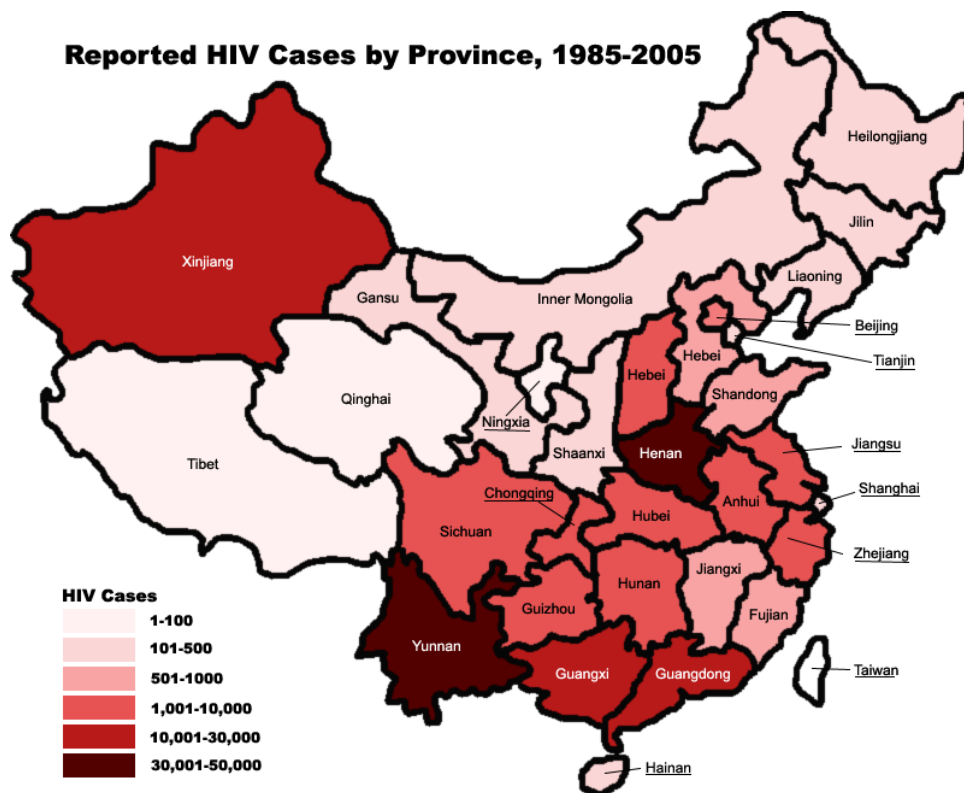 Reported HIV Cases by Province, 1985-2005
Heilongjiang
Jilin
Xinjiang
Liaoning
Gansu
Inner Mongolia
Beijing
Hebei
Tianjin
Hebei
Qinghai
Shandong
Ningxia
Jiangsu
Shaanxi
Henan
Tibet
Shanghai
Chongqing
Anhui
Hubei
Sichuan
Zhejiang
Jiangxi
Hunan
Guizhou
Fujian
Yunnan
Guangxi
Guangdong
Taiwan
Hainan
HIV Cases
1-100
101-500
501-1000
1,001-10,000
10,001-30,000
30,001-50,000